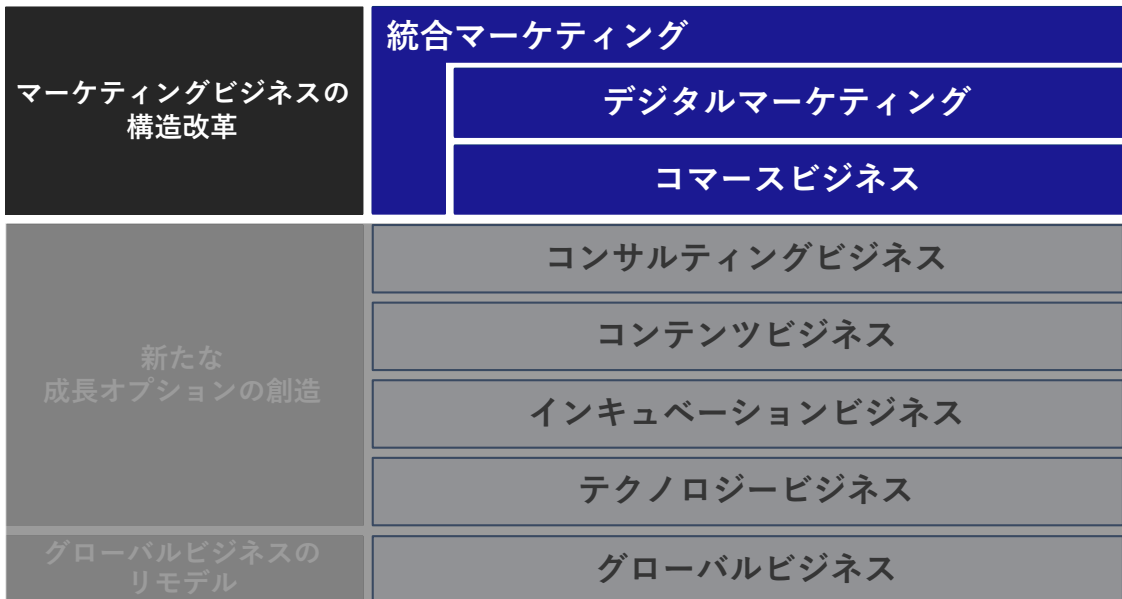 マーケティングビジネスの
構造改革
統合マーケティング
デジタルマーケティング
コマースビジネス
新たな
成長オプションの創造
コンサルティングビジネス
コンテンツビジネス
インキュベーションビジネス
テクノロジービジネス
グローバルビジネスの
リモデル
グローバルビジネス